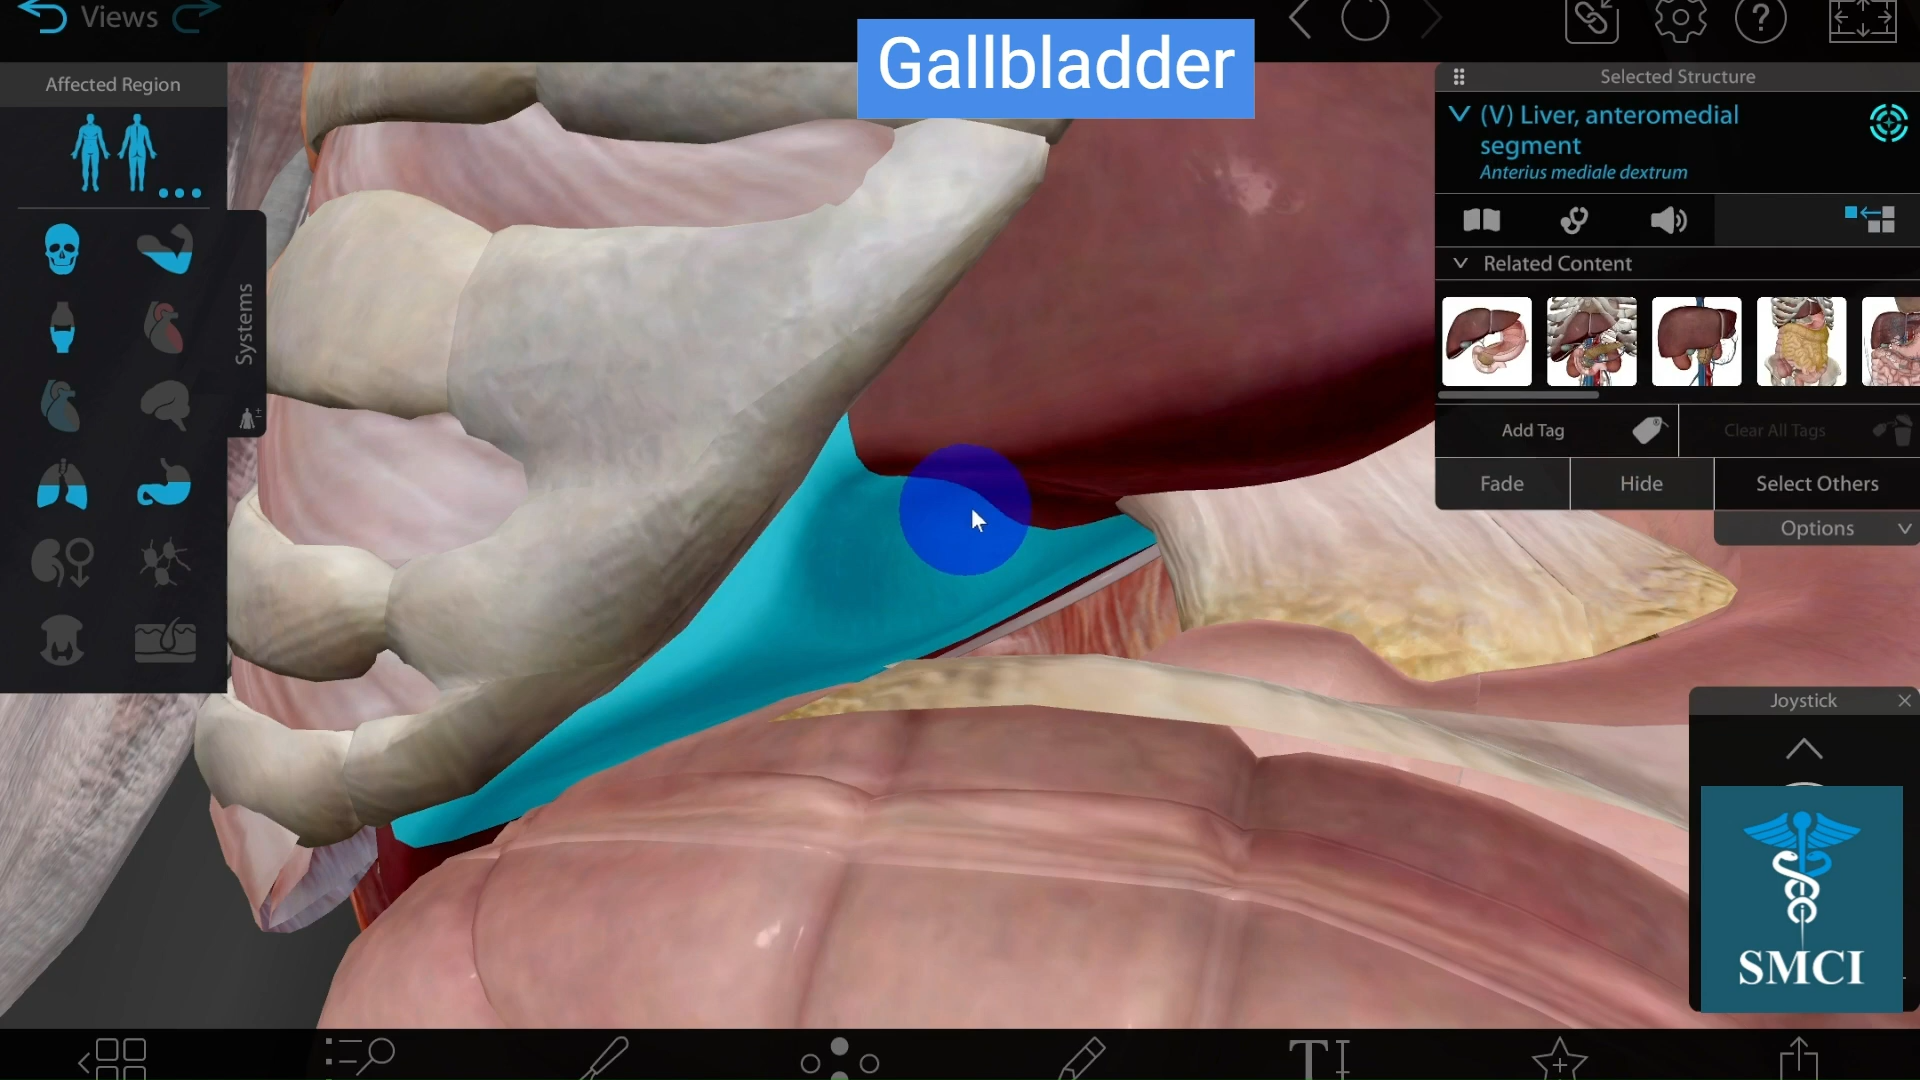 Views
Gallbladder
Affected Region
Systems
Selected Structure
(V) Liver, anteromedial
segment
Anterius mediale dextrum
Related Content
Add Tag
Clear All Tags
Fade
Hide
Select Others
Options
Joystick
SMCI